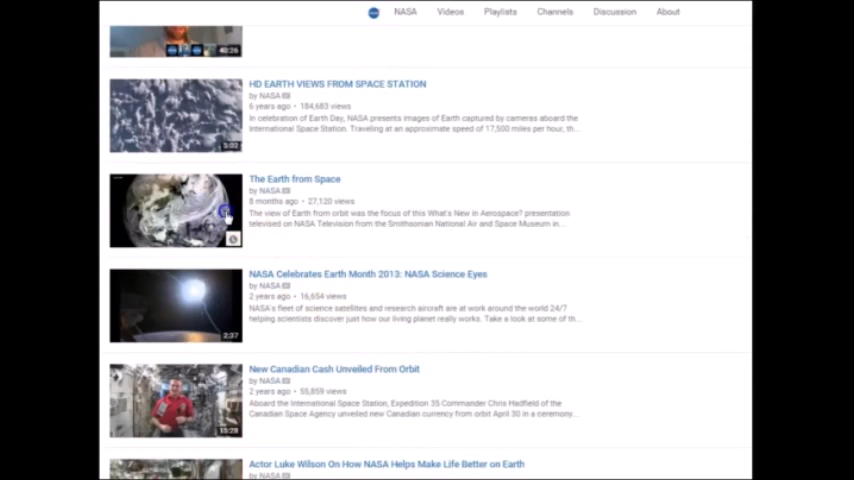 NASA Videos Playlists Channels Discussion About
40:26
HD EARTH VIEWS FROM SPACE STATION
by NASA
6 years ago • 184,683 views
In celebration of Earth Day, NASA presents images of Earth captured by cameras aboard the
International Space Station. Traveling at an approximate speed of 17,500 miles per hour, th...
5:02
The Earth from Space
by NASA
8 months ago • 27,120 views
The view of Earth from orbit was the focus of this What's New in Aerospace? presentation
televised on NASA Television from the Smithsonian National Air and Space Museum in...
NASA Celebrates Earth Month 2013: NASA Science Eyes
by NASA
2 years ago • 16,654 views
NASA's fleet of science satellites and research aircraft are at work around the world 24/7
helping scientists discover just how our living planet really works. Take a look at some of th...
2:37
New Canadian Cash Unveiled From Orbit
by NASA
2 years ago • 55,859 views
Aboard the International Space Station, Expedition 35 Commander Chris Hadfield of the
Canadian Space Agency unveiled new Canadian currency from orbit April 30 in a ceremony...
15:28
Actor Luke Wilson On How NASA Helps Make Life Better on Earth
by NASA